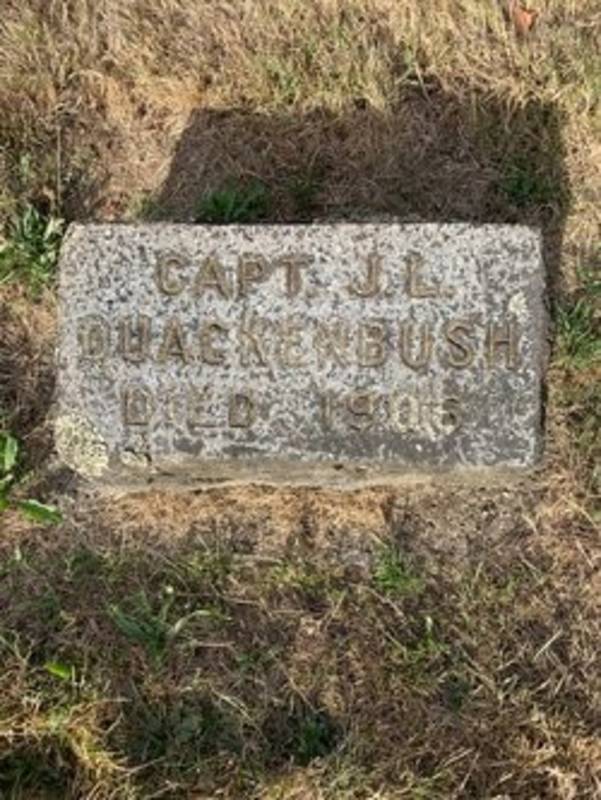 CAPT. J. L.
QUACKENBUSH
DIED